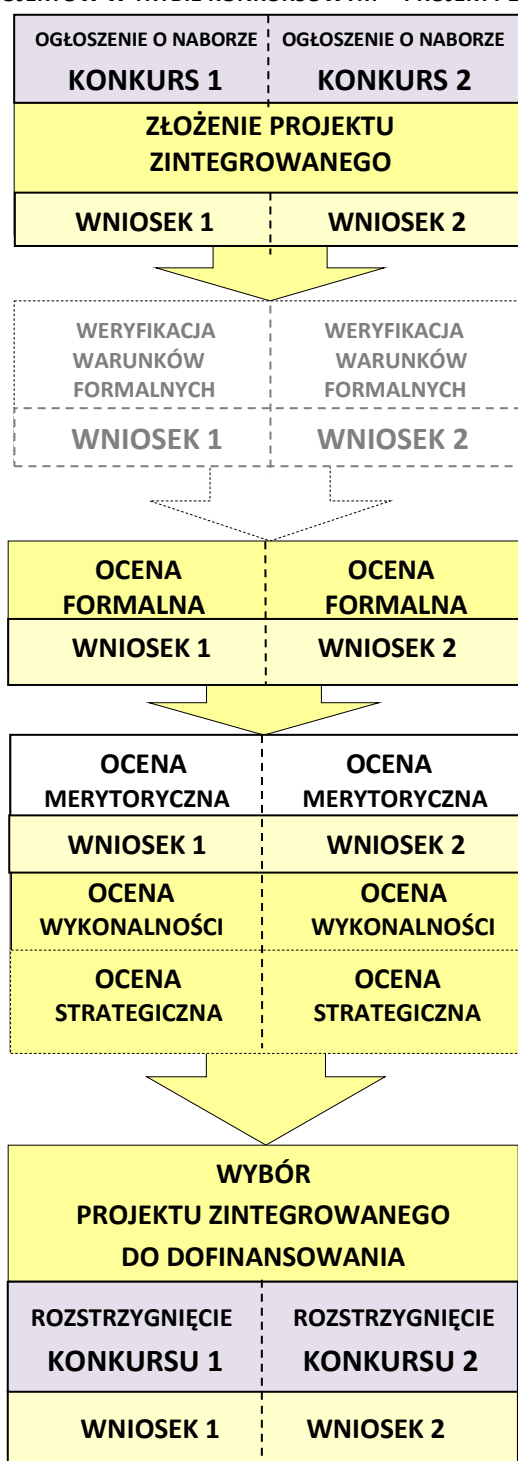 OGŁOSZENIE O NABORZE OGŁOSZENIE O NABORZE
KONKURS 1 KONKURS 2
ZŁOŻENIE PROJEKTU
ZINTEGROWANEGO
WNIOSEK 1 WNIOSEK 2
WERYFIKACJA WERYFIKACJA
WARUNKÓW WARUNKÓW
FORMALNYCH FORMALNYCH
WNIOSEK 1 WNIOSEK 2
OCENA OCENA
FORMALNA FORMALNA
WNIOSEK 1 WNIOSEK 2
OCENA OCENA
MERYTORYCZNA MERYTORYCZNA
WNIOSEK 1 WNIOSEK 2
OCENA OCENA
WYKONALNOŚCI WYKONALNOŚCI
OCENA OCENA
STRATEGICZNA STRATEGICZNA
WYBÓR
PROJEKTU ZINTEGROWANEGO
DO DOFINANSOWANIA
ROZSTRZYGNIĘCIE ROZSTRZYGNIĘCIE
KONKURSU 1 KONKURSU 2
WNIOSEK 1 WNIOSEK 2